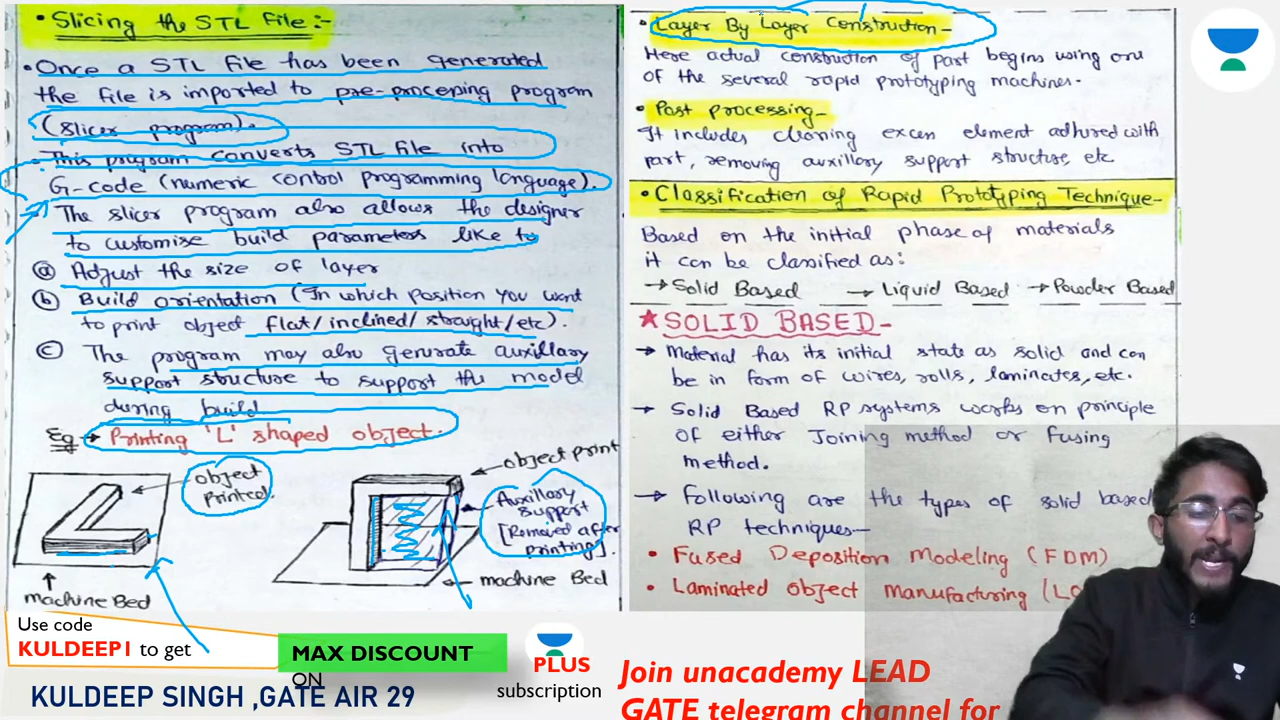 • Slicing the STL File:-
• Once a STL file has been generated
the file is imported to pre-proceping program
(slicer program).
• This program converts STL file into
G-code (numeric control programming language).
• The slicer program also allows the designer
to customise build parameters like to
ⓐ Adjust the size of layer
ⓑ Build orientation (In which position you want
to print object flat/inclined/straight/etc).
ⓒ The program may also generate auxillary
support structure to support the model
during build
Eg → Printing 'L' shaped object.
object
printed.
machine Bed
object print
Auxillary
support
[Removed after
printing].
machine Bed
• Layer By Layer Construction-
Here actual construction of part begins using one
of the several rapid prototyping machines.
• Post processing-
It includes cleaning excen element adhured with
part, removing auxillary support structure, etc
• Classification of Rapid Prototyping Technique-
Based on the initial phase of materials
it can be classified as:
→ Solid Based → Liquid Based → Powder Based
★ SOLID BASED-
→ Material has its initial state as solid and can
be in form of wires, rolls, laminates, etc.
→ Solid Based RP systems works on principle
of either Joining method or fusing
method.
→ Following are the types of solid based
RP techniques-
• Fused Deposition Modeling (FDM)
• Laminated object manufacturing (LO
Use code
KULDEEP1 to get
MAX DISCOUNT
ON
PLUS
subscription
KULDEEP SINGH ,GATE AIR 29
Join unacademy LEAD
GATE telegram channel for